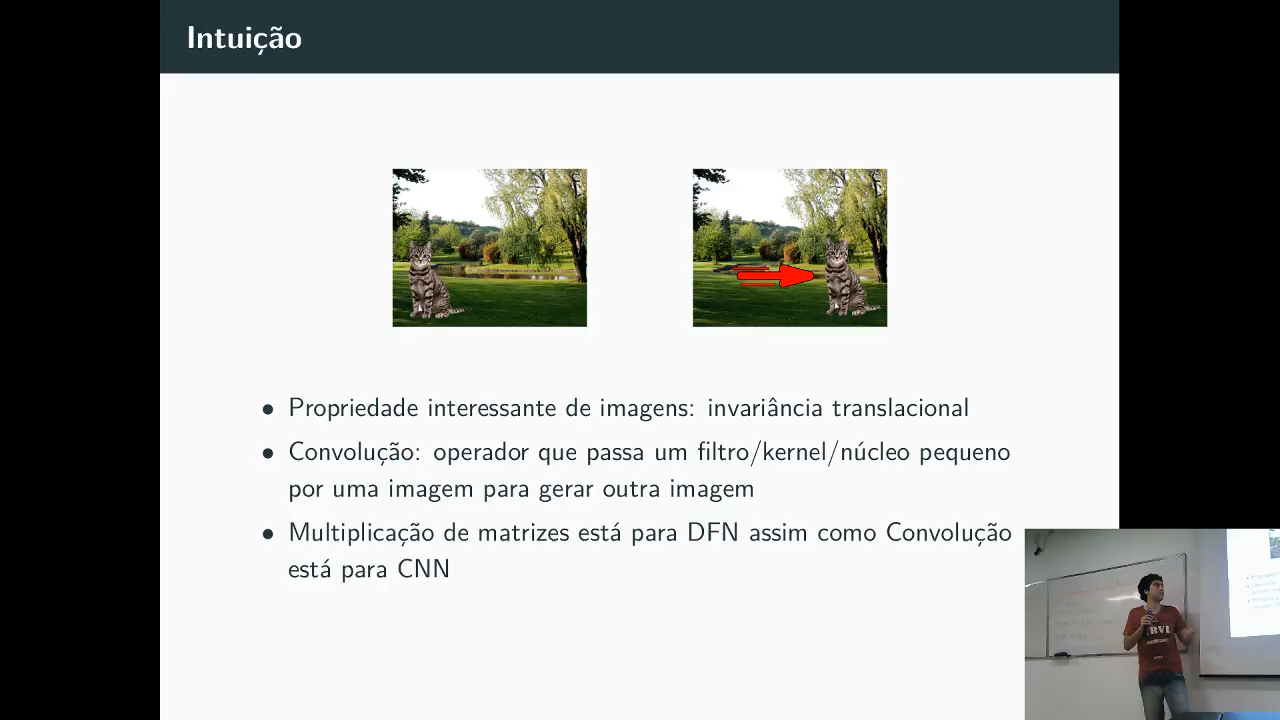 Intuição
• Propriedade interessante de imagens: invariância translacional
• Convolução: operador que passa um filtro/kernel/núcleo pequeno
por uma imagem para gerar outra imagem
• Multiplicação de matrizes está para DFN assim como Convolução
está para CNN